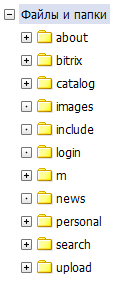 Файлы и папки
about
bitrix
catalog
images
include
login
m
news
personal
search
upload